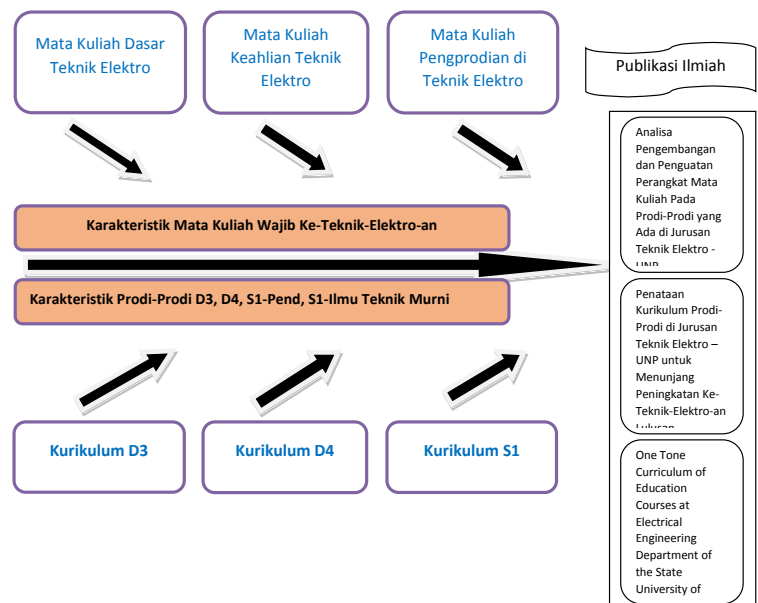 Mata Kuliah Dasar
Teknik Elektro
Mata Kuliah
Keahlian Teknik
Elektro
Mata Kuliah
Pengprodian di
Teknik Elektro
Publikasi Ilmiah
Karakteristik Mata Kuliah Wajib Ke-Teknik-Elektro-an
Karakteristik Prodi-Prodi D3, D4, S1-Pend, S1-Ilmu Teknik Murni
Kurikulum D3
Kurikulum D4
Kurikulum S1
Analisa
Pengembangan
dan Penguatan
Perangkat Mata
Kuliah Pada
Prodi-Prodi yang
Ada di Jurusan
Teknik Elektro -
UNP
Penataan
Kurikulum Prodi-
Prodi di Jurusan
Teknik Elektro –
UNP untuk
Menunjang
Peningkatan Ke-
Teknik-Elektro-an
Lulusan
One Tone
Curriculum of
Education
Courses at
Electrical
Engineering
Department of
the State
University of